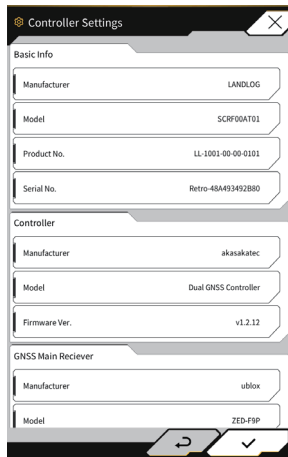 Controller Settings
Basic Info
Manufacturer LANDLOG
Model SCRF00AT01
Product No. LL-1001-00-00-0101
Serial No. Retro-48A493492B80
Controller
Manufacturer akasakatec
Model Dual GNSS Controller
Firmware Ver. v1.2.12
GNSS Main Reciever
Manufacturer ublox
Model ZED-F9P